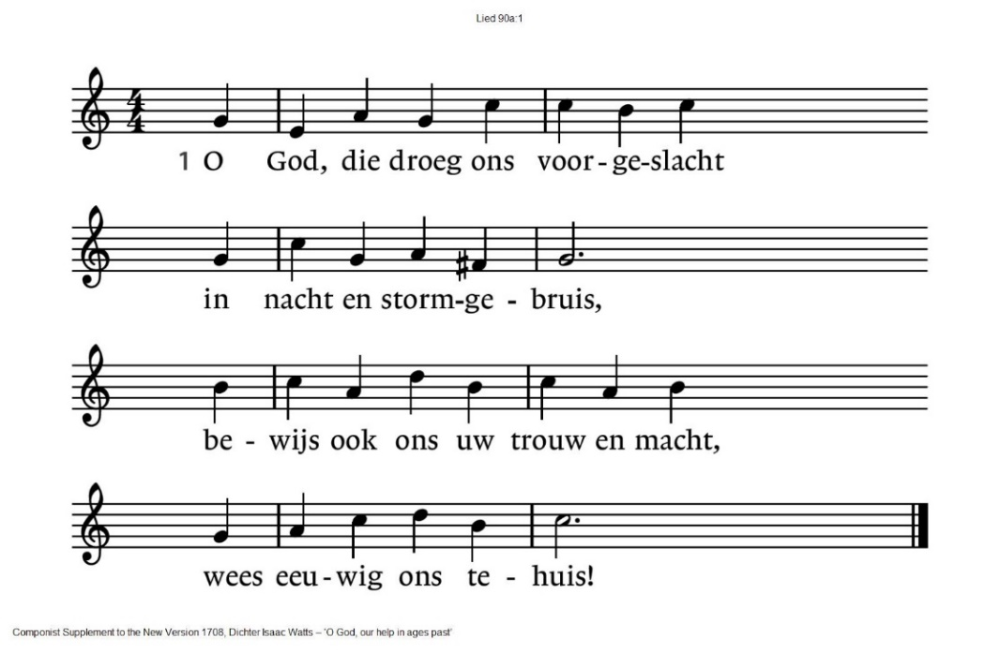 Lied 90a:1
4
4
1 O God, die droeg ons voor-ge-slacht
in nacht en storm-ge - bruis,
be - wijs ook ons uw trouw en macht,
wees eeu-wig ons te - huis!
Componist Supplement to the New Version 1708, Dichter Isaac Watts – 'O God, our help in ages past'